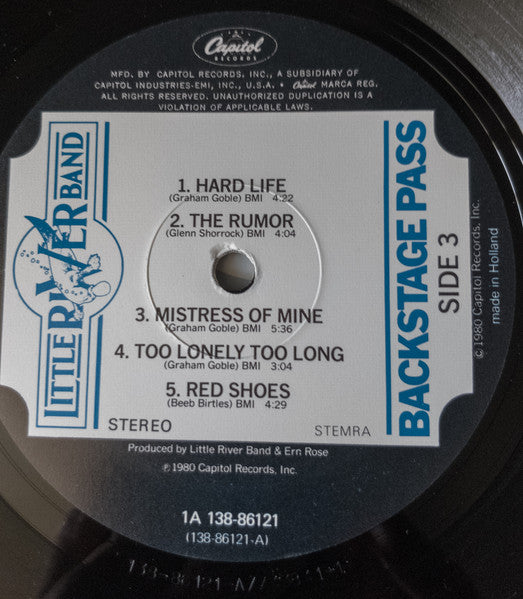 Capitol
RECORDS
MFD. BY CAPITOL RECORDS, INC., A SUBSIDIARY OF
CAPITOL INDUSTRIES-EMI, INC., U.S.A. • Capitol MARCA REG.
ALL RIGHTS RESERVED. UNAUTHORIZED DUPLICATION IS A
VIOLATION OF APPLICABLE LAWS.
LITTLE RIVER BAND
1. HARD LIFE
(Graham Goble) BMI 4:22
2. THE RUMOR
(Glenn Shorrock) BMI 4:04
3. MISTRESS OF MINE
(Graham Goble) BMI 5:36
4. TOO LONELY TOO LONG
(Graham Goble) BMI 3:04
5. RED SHOES
(Beeb Birtles) BMI 4:29
STEREO
STEMRA
BACKSTAGE PASS
SIDE 3
© 1980 Capitol Records, Inc.
made in Holland
Produced by Little River Band & Ern Rose
℗ 1980 Capitol Records, Inc.
1A 138-86121
(138-86121-A)